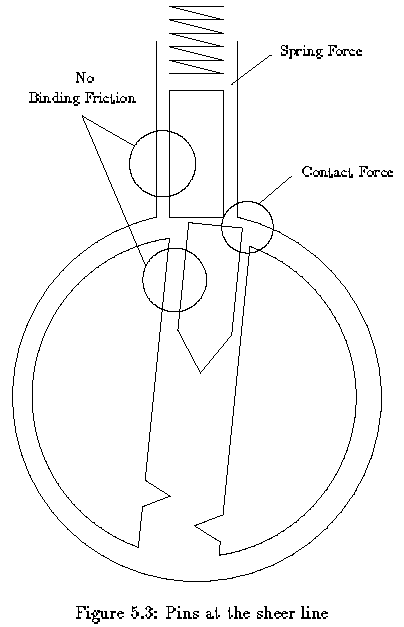 Spring Force
No
Binding Friction
Contact Force
Figure 5.3: Pins at the sheer line